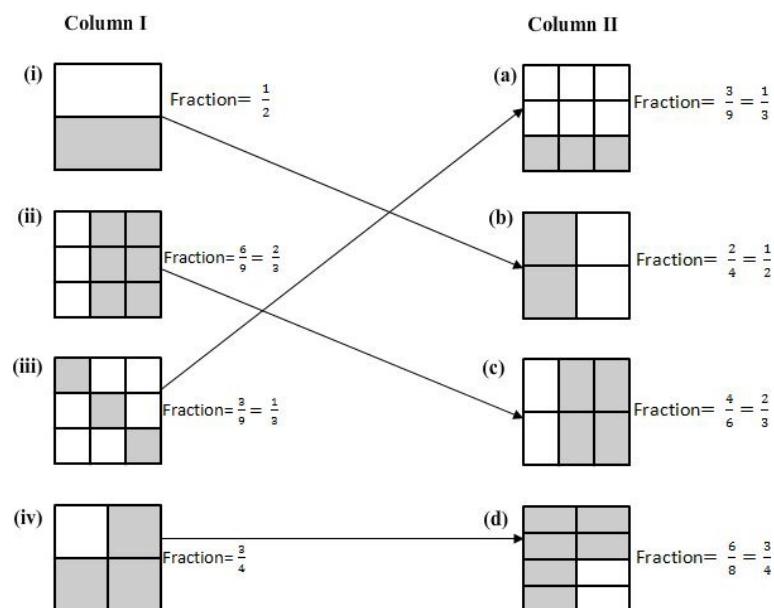 Column I Column II
(i) (a)
Fraction= 1/2 Fraction= 3/9 = 1/3
(ii) (b)
Fraction= 6/9 = 2/3 Fraction= 2/4 = 1/2
(iii) (c)
Fraction= 3/9 = 1/3 Fraction= 4/6 = 2/3
(iv) (d)
Fraction= 3/4 Fraction= 6/8 = 3/4